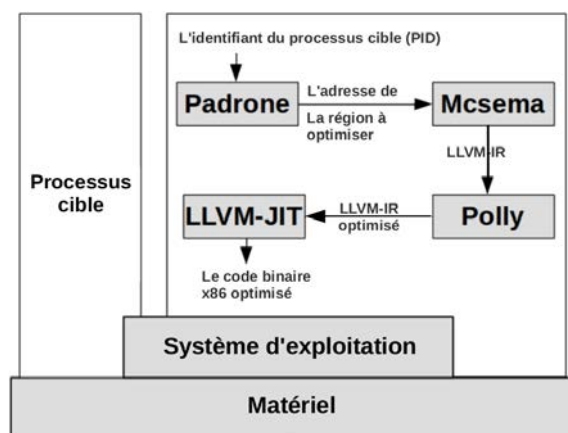 L'identifiant du processus cible (PID)
Padrone
L'adresse de
La région à
optimiser
Mcsema
LLVM-IR
Processus
cible
LLVM-JIT
LLVM-IR
optimisé
Polly
Le code binaire
x86 optimisé
Système d'exploitation
Matériel